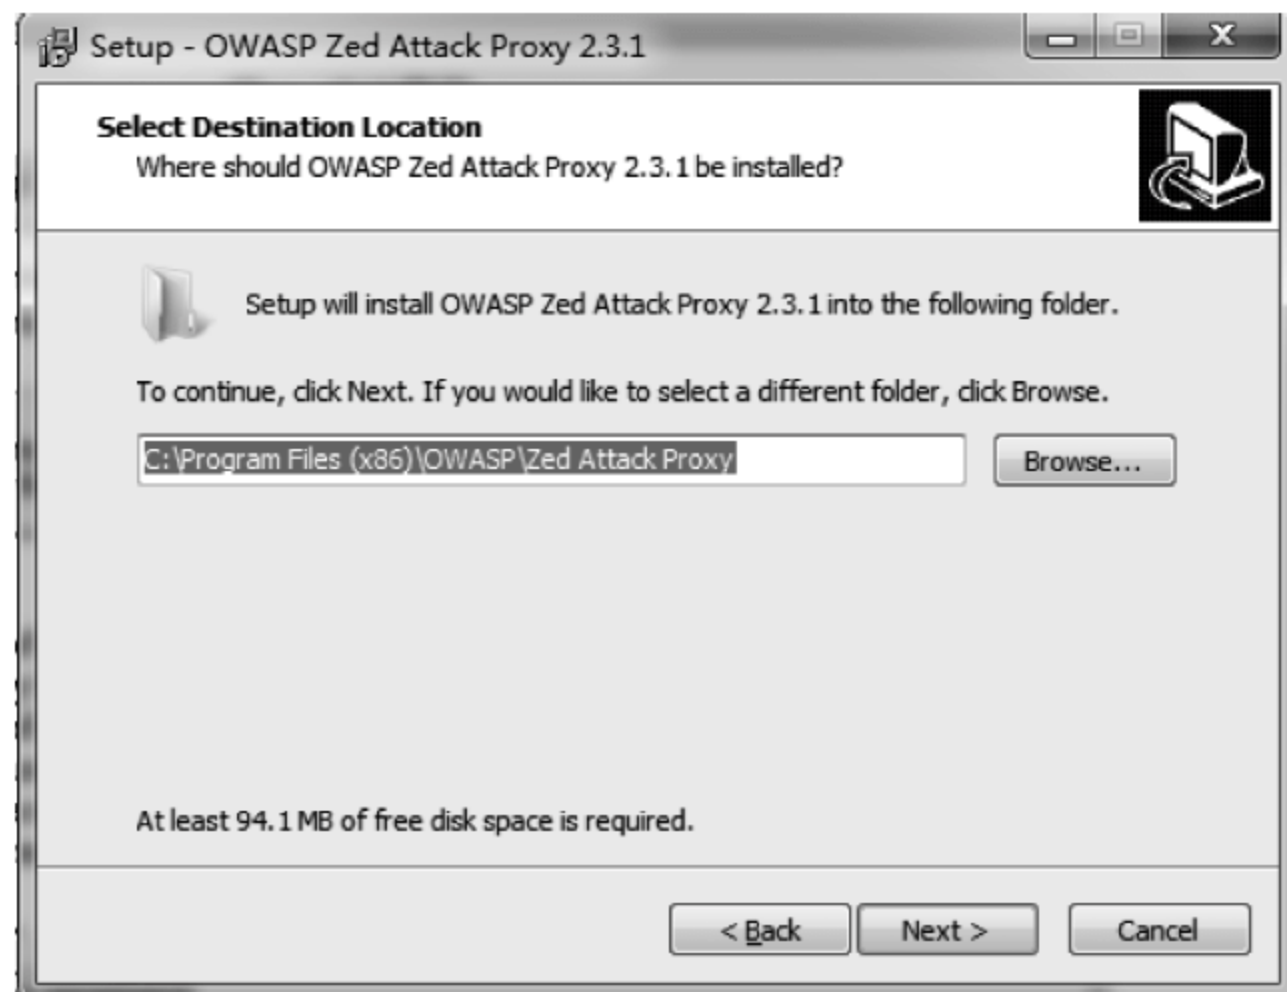 Setup - OWASP Zed Attack Proxy 2.3.1
Select Destination Location
Where should OWASP Zed Attack Proxy 2.3.1 be installed?
Setup will install OWASP Zed Attack Proxy 2.3.1 into the following folder.
To continue, click Next. If you would like to select a different folder, click Browse.
C:\Program Files (x86)\OWASP\Zed Attack Proxy
Browse...
At least 94.1 MB of free disk space is required.
< Back
Next >
Cancel